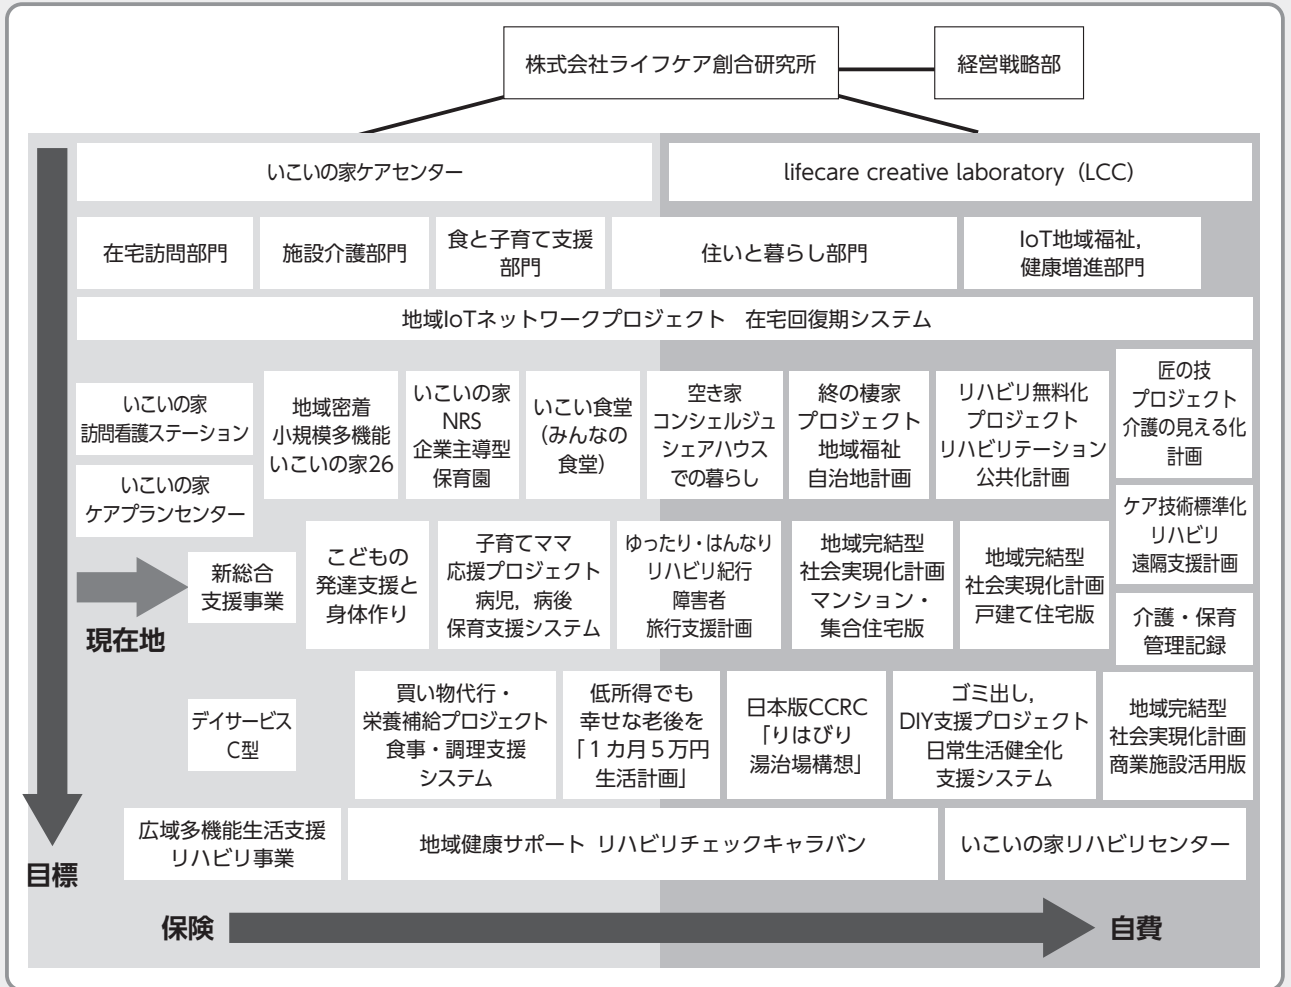 株式会社ライフケア創合研究所
経営戦略部
いこいの家ケアセンター
lifecare creative laboratory（LCC）
在宅訪問部門
施設介護部門
食と子育て支援
部門
住いと暮らし部門
IoT地域福祉，
健康増進部門
地域IoTネットワークプロジェクト　在宅回復期システム
いこいの家
訪問看護ステーション
いこいの家
ケアプランセンター
地域密着
小規模多機能
いこいの家26
いこいの家
NRS
企業主導型
保育園
いこい食堂
（みんなの
食堂）
空き家
コンシェルジュ
シェアハウス
での暮らし
終の棲家
プロジェクト
地域福祉
自治地計画
リハビリ無料化
プロジェクト
リハビリテーション
公共化計画
匠の技
プロジェクト
介護の見える化
計画
ケア技術標準化
リハビリ
遠隔支援計画
介護・保育
管理記録
現在地
新総合
支援事業
こどもの
発達支援と
身体作り
子育てママ
応援プロジェクト
病児，病後
保育支援システム
ゆったり・はんなり
リハビリ紀行
障害者
旅行支援計画
地域完結型
社会実現化計画
マンション・
集合住宅版
地域完結型
社会実現化計画
戸建て住宅版
デイサービス
C型
買い物代行・
栄養補給プロジェクト
食事・調理支援
システム
低所得でも
幸せな老後を
「１カ月５万円
生活計画」
日本版CCRC
「りはびり
湯治場構想」
ゴミ出し，
DIY支援プロジェクト
日常生活健全化
支援システム
地域完結型
社会実現化計画
商業施設活用版
目標
広域多機能生活支援
リハビリ事業
地域健康サポート リハビリチェックキャラバン
いこいの家リハビリセンター
保険
自費